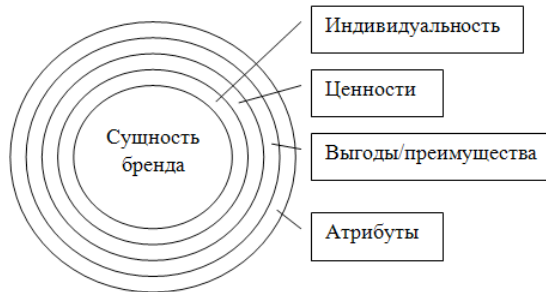 Индивидуальность
Ценности
Сущность
бренда
Выгоды/преимущества
Атрибуты